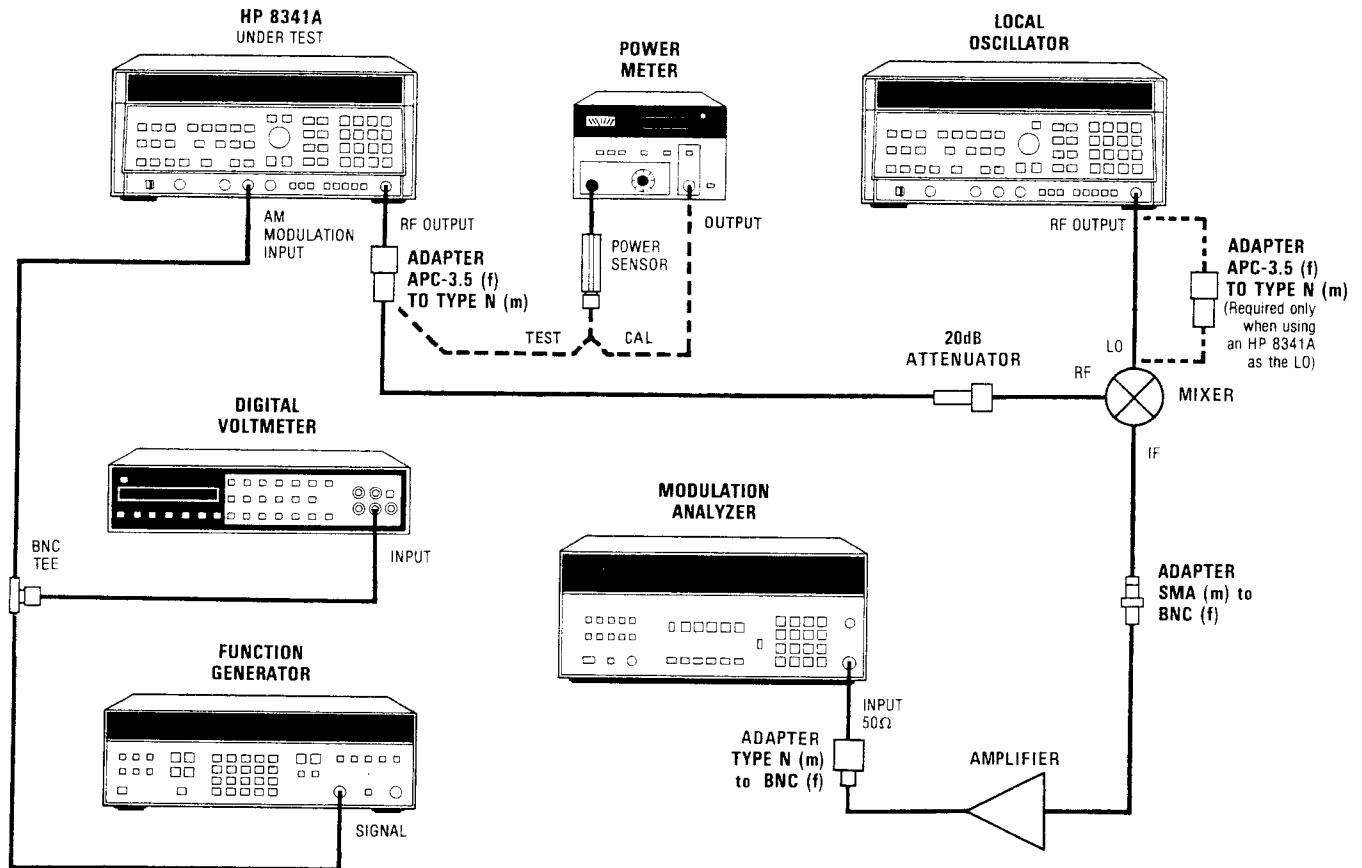 HP 8341A
UNDER TEST
POWER
METER
LOCAL
OSCILLATOR
AM
MODULATION
INPUT
RF OUTPUT
ADAPTER
APC-3.5 (f)
TO TYPE N (m)
POWER
SENSOR
OUTPUT
TEST
CAL
RF OUTPUT
ADAPTER
APC-3.5 (f)
TO TYPE N (m)
(Required only
when using
an HP 8341A
as the LO)
20dB
ATTENUATOR
LO
RF
MIXER
IF
DIGITAL
VOLTMETER
INPUT
BNC
TEE
MODULATION
ANALYZER
ADAPTER
SMA (m) to
BNC (f)
FUNCTION
GENERATOR
SIGNAL
INPUT
50Ω
ADAPTER
TYPE N (m)
to BNC (f)
AMPLIFIER